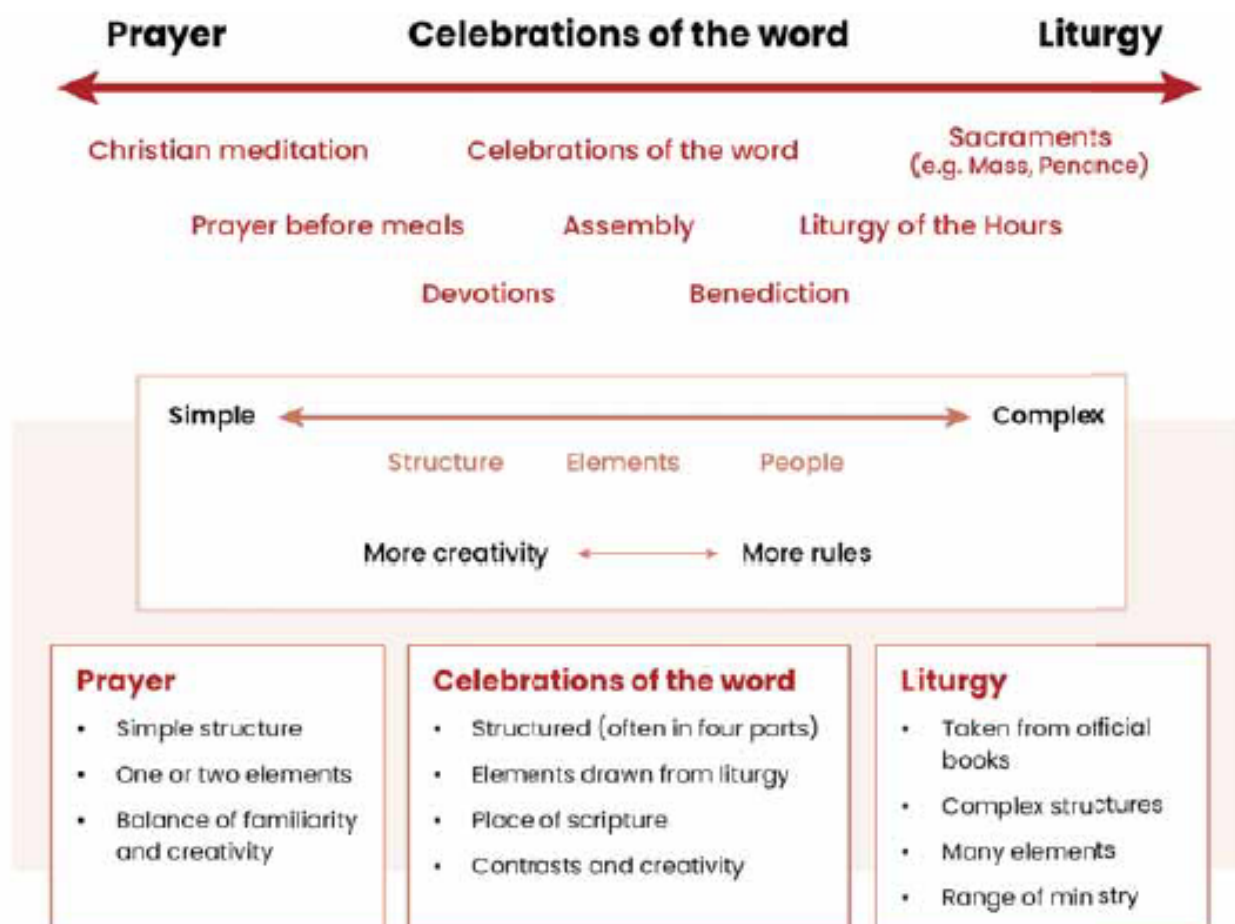 Prayer Celebrations of the word Liturgy
Christian meditation Celebrations of the word Sacraments
(e.g. Mass, Penance)
Prayer before meals Assembly Liturgy of the Hours
Devotions Benediction
Simple Complex
Structure Elements People
More creativity More rules
Prayer
• Simple structure
• One or two elements
• Balance of familiarity
and creativity
Celebrations of the word
• Structured (often in four parts)
• Elements drawn from liturgy
• Place of scripture
• Contrasts and creativity
Liturgy
• Taken from official
books
• Complex structures
• Many elements
• Range of ministry